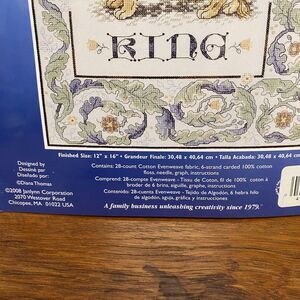 KING
Finished Size: 12" x 16" • Grandeur Finale: 30,48 x 40,64 cm • Talla Acabada: 30,48 x 40,64 cm
Contains: 28-count Cotton Evenweave fabric, 6-strand carded 100% cotton
floss, needle, graph, instructions
Comprend: 28-compte Evenweave - Tissu de Coton, fil de 100% coton à
broder de 6 brins, aiguille, graphe, instructions
Contenido: 28-cuenta Evenweave - Tejido de Algodón, 6 hebra hilo
de algodon, aguja, gráfica y instructions
A family business unleashing creativity since 1979.
Designed by
Dessiné par
Diseñado por:
©Diana Thomas
©2008 Janlynn Corporation
2070 Westover Road
Chicopee, MA 01022 USA